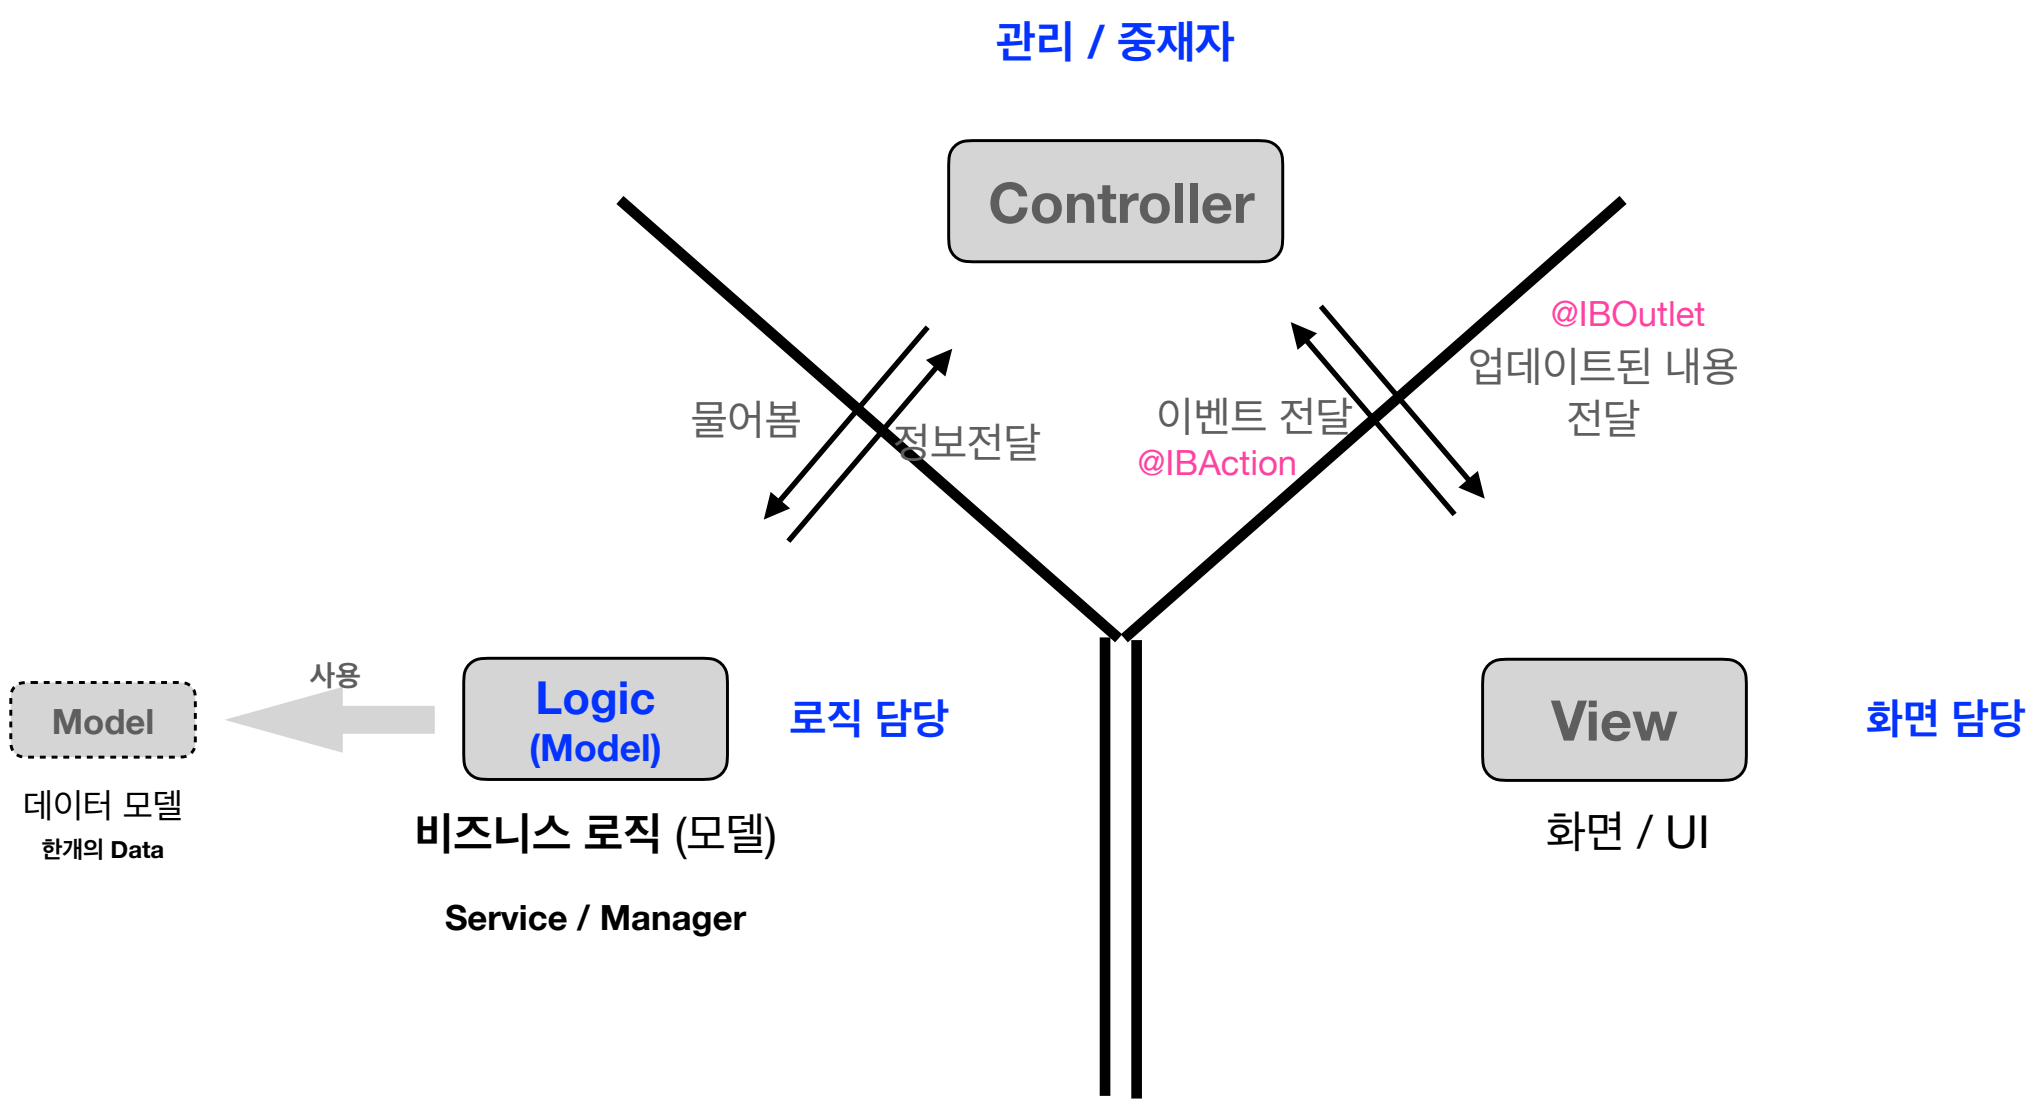 관리 / 중재자
Controller
@IBOutlet
업데이트된 내용
전달
물어봄
정보전달
이벤트 전달
@IBAction
사용
Model
데이터 모델
한개의 Data
Logic
(Model)
로직 담당
비즈니스 로직 (모델)
Service / Manager
View
화면 담당
화면 / UI